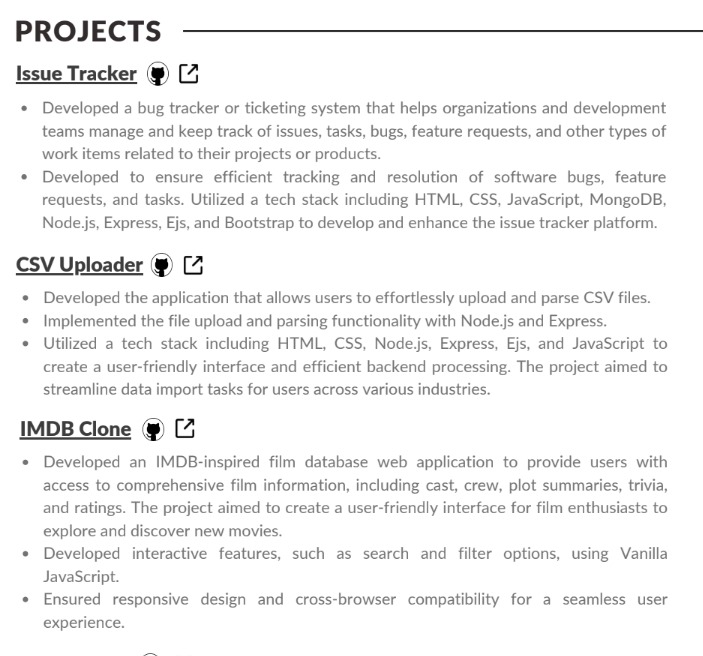 PROJECTS
Issue Tracker
• Developed a bug tracker or ticketing system that helps organizations and development
teams manage and keep track of issues, tasks, bugs, feature requests, and other types of
work items related to their projects or products.
• Developed to ensure efficient tracking and resolution of software bugs, feature
requests, and tasks. Utilized a tech stack including HTML, CSS, JavaScript, MongoDB,
Node.js, Express, Ejs, and Bootstrap to develop and enhance the issue tracker platform.
CSV Uploader
• Developed the application that allows users to effortlessly upload and parse CSV files.
• Implemented the file upload and parsing functionality with Node.js and Express.
• Utilized a tech stack including HTML, CSS, Node.js, Express, Ejs, and JavaScript to
create a user-friendly interface and efficient backend processing. The project aimed to
streamline data import tasks for users across various industries.
IMDB Clone
• Developed an IMDB-inspired film database web application to provide users with
access to comprehensive film information, including cast, crew, plot summaries, trivia,
and ratings. The project aimed to create a user-friendly interface for film enthusiasts to
explore and discover new movies.
• Developed interactive features, such as search and filter options, using Vanilla
JavaScript.
• Ensured responsive design and cross-browser compatibility for a seamless user
experience.